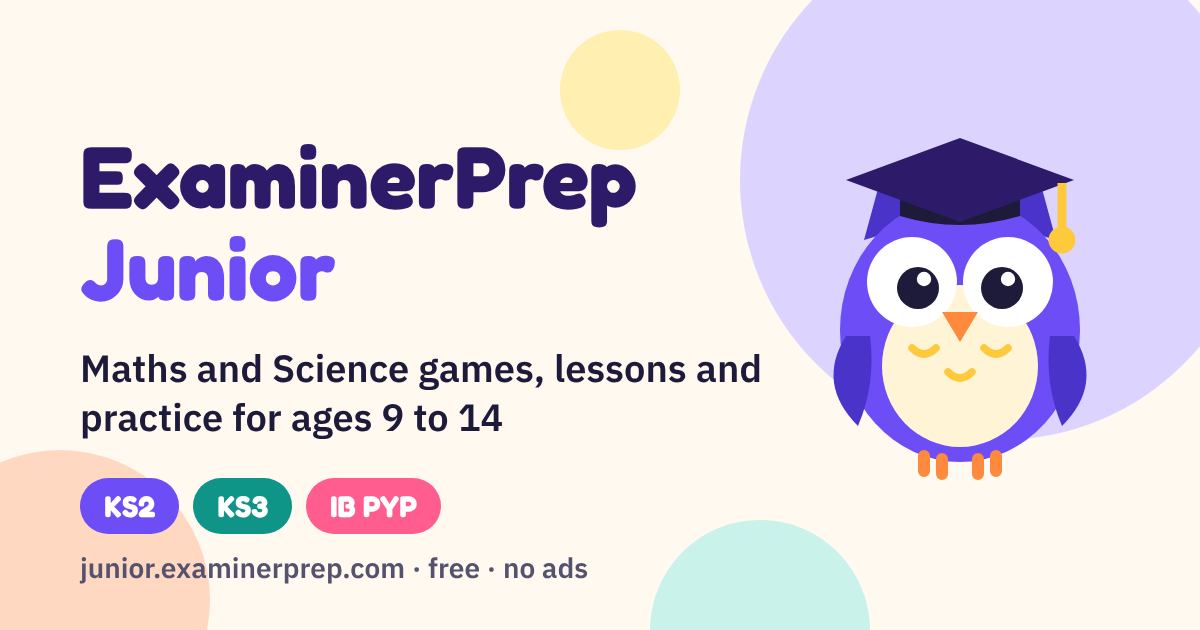 ExaminerPrep
Junior
Maths and Science games, lessons and
practice for ages 9 to 14
KS2 KS3 IB PYP
junior.examinerprep.com · free · no ads